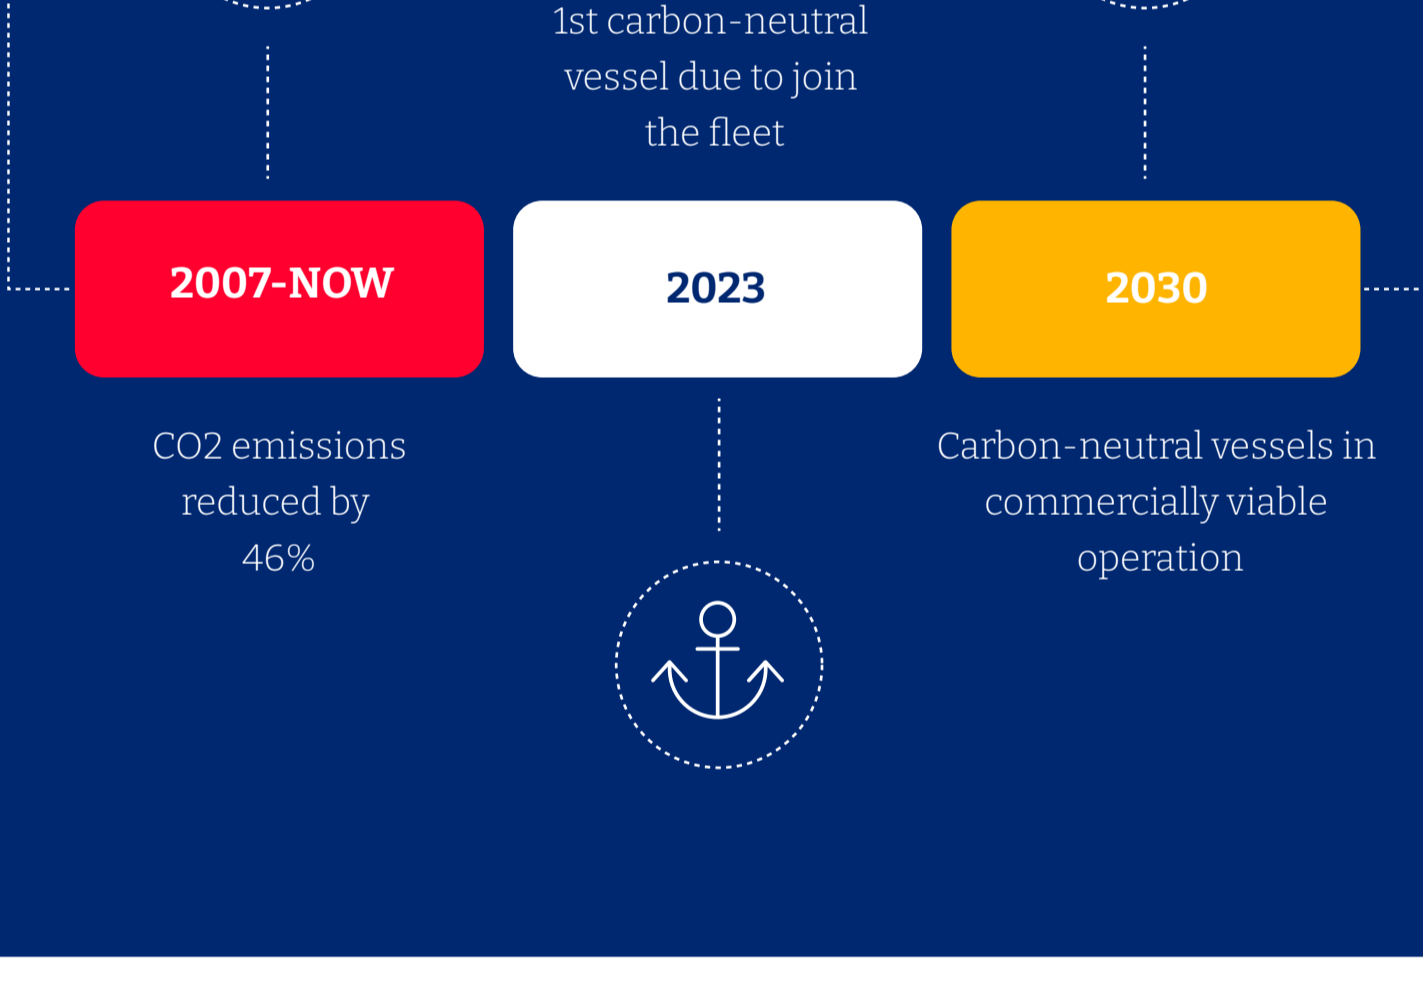 1st carbon-neutral
vessel due to join
the fleet
2007-NOW
2023
2030
CO2 emissions
reduced by
46%
Carbon-neutral vessels in
commercially viable
operation